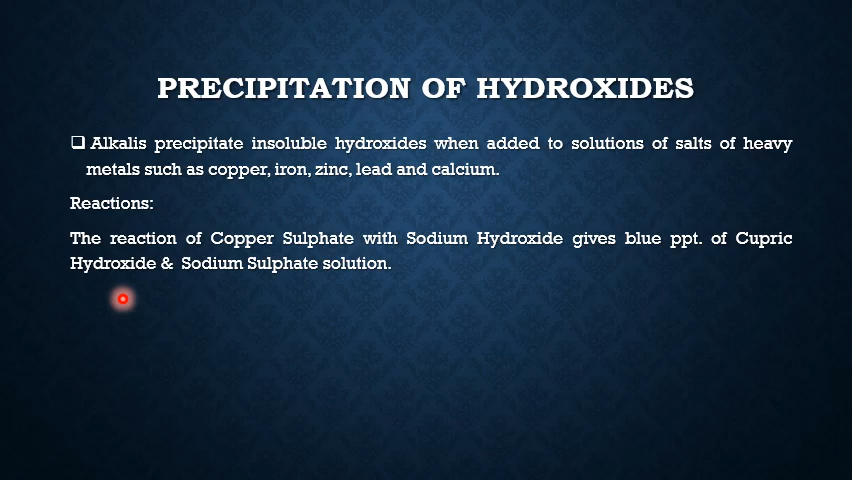 PRECIPITATION OF HYDROXIDES
❑ Alkalis precipitate insoluble hydroxides when added to solutions of salts of heavy
metals such as copper, iron, zinc, lead and calcium.
Reactions:
The reaction of Copper Sulphate with Sodium Hydroxide gives blue ppt. of Cupric
Hydroxide & Sodium Sulphate solution.